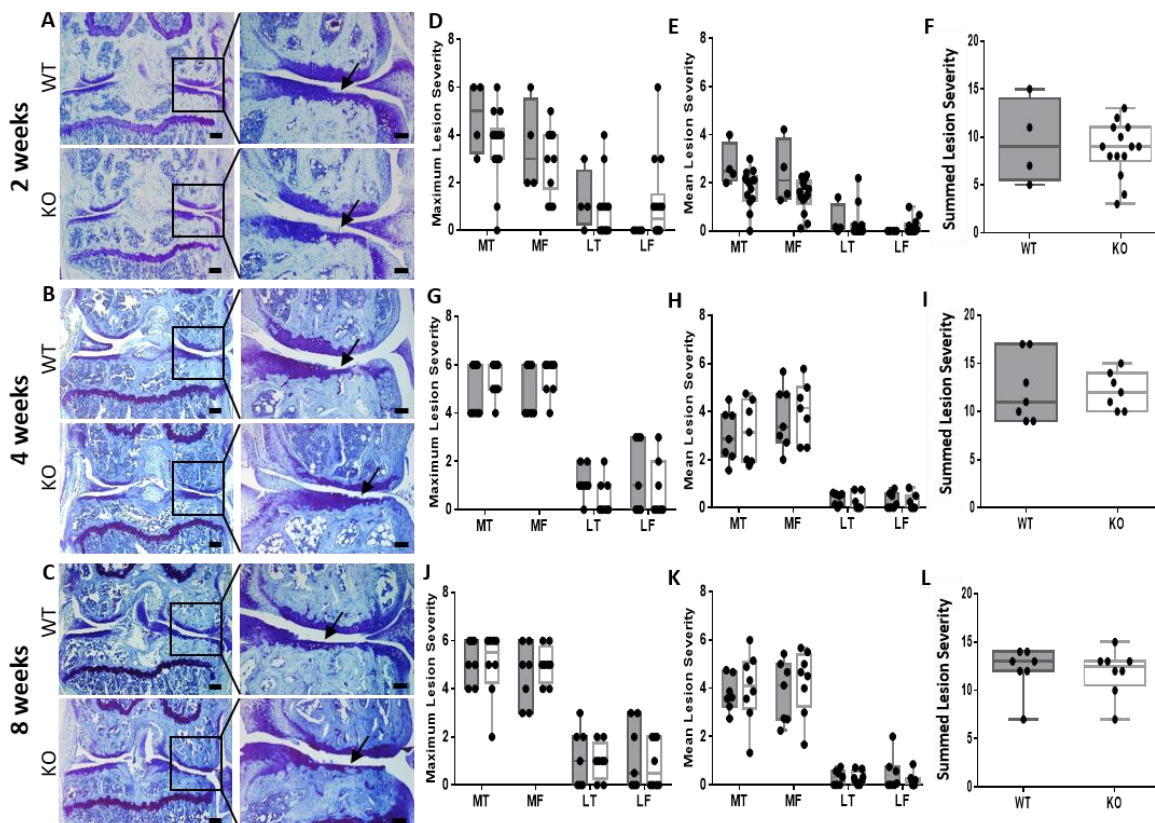 A
WT
KO
2 weeks
D
Maximum Lesion Severity
8
6
4
2
0
MT MF LT LF
E
Mean Lesion Severity
8
6
4
2
0
MT MF LT LF
F
Summed Lesion Severity
20
15
10
5
0
WT KO
B
WT
KO
4 weeks
G
Maximum Lesion Severity
8
6
4
2
0
MT MF LT LF
H
Mean Lesion Severity
8
6
4
2
0
MT MF LT LF
I
Summed Lesion Severity
20
15
10
5
0
WT KO
C
WT
KO
8 weeks
J
Maximum Lesion Severity
8
6
4
2
0
MT MF LT LF
K
Mean Lesion Severity
8
6
4
2
0
MT MF LT LF
L
Summed Lesion Severity
20
15
10
5
0
WT KO